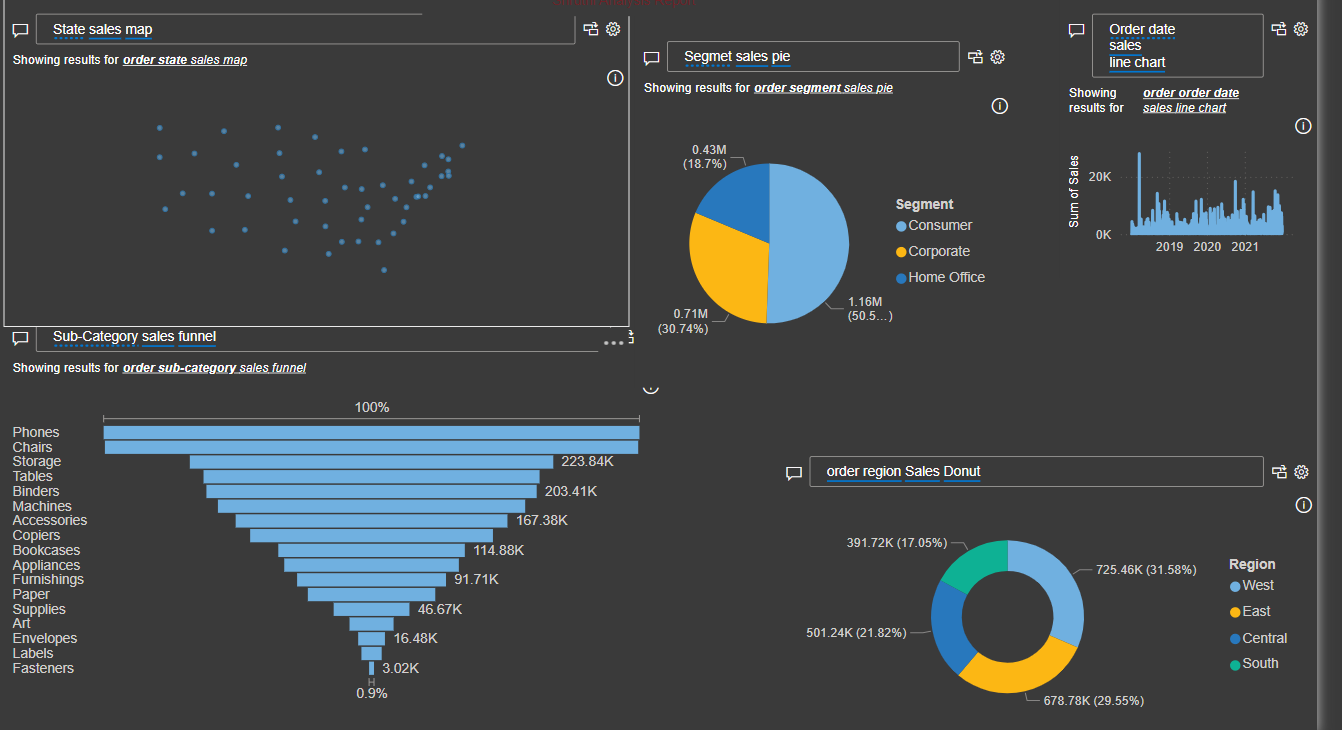 State sales map
Showing results for order state sales map
Segmet sales pie
Showing results for order segment sales pie
0.43M
(18.7%)
0.71M
(30.74%)
1.16M
(50.5...)
Segment
Consumer
Corporate
Home Office
Order date
sales
line chart
Showing
results for
order order date
sales line chart
Sum of Sales
20K
0K
2019 2020 2021
Sub-Category sales funnel
Showing results for order sub-category sales funnel
100%
Phones
Chairs
Storage 223.84K
Tables
Binders 203.41K
Machines
Accessories 167.38K
Copiers
Bookcases 114.88K
Appliances
Furnishings 91.71K
Paper
Supplies 46.67K
Art
Envelopes 16.48K
Labels
Fasteners 3.02K
0.9%
order region Sales Donut
391.72K (17.05%)
725.46K (31.58%)
501.24K (21.82%)
678.78K (29.55%)
Region
West
East
Central
South